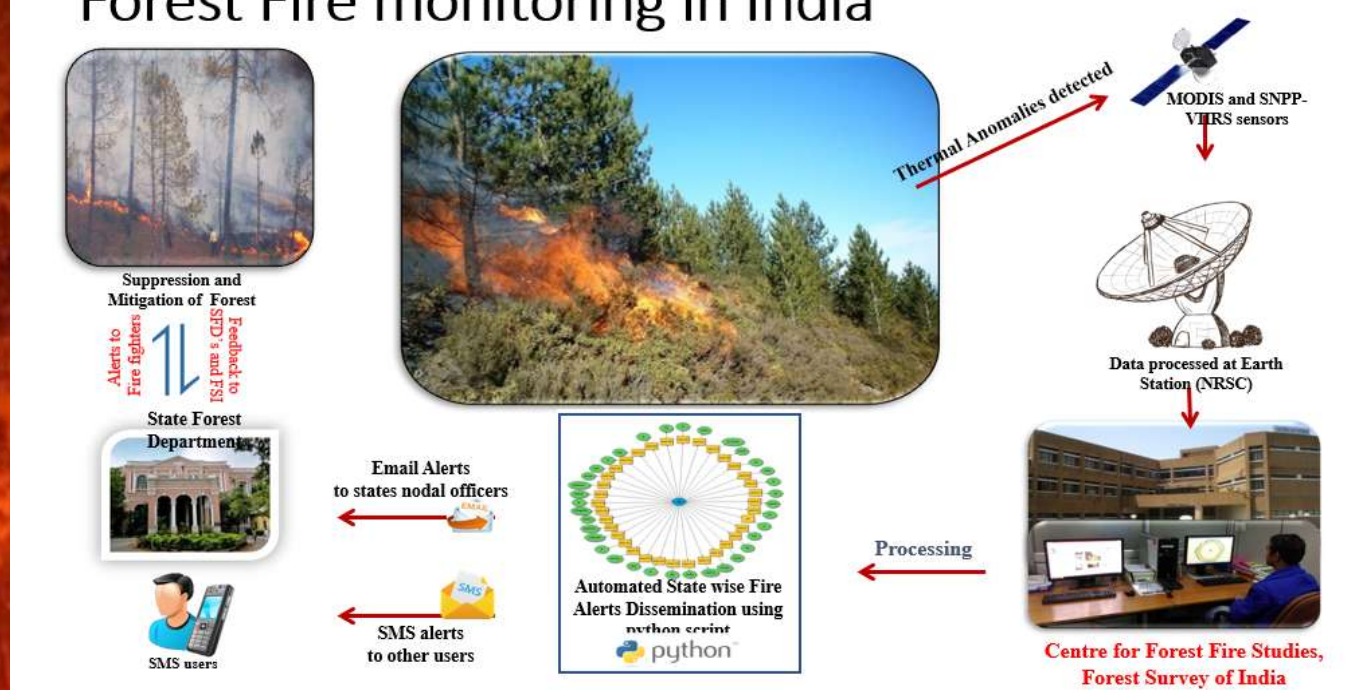 Forest Fire monitoring in India
Thermal Anomalies detected
MODIS and SNPP-
VIIRS sensors
Data processed at Earth
Station (NRSC)
Centre for Forest Fire Studies,
Forest Survey of India
Processing
Automated State wise Fire
Alerts Dissemination using
python script
python
Email Alerts
to states nodal officers
EMAIL
SMS
SMS alerts
to other users
Suppression and
Mitigation of Forest
Alerts to
Fire fighters
Feedback to
SFD's and FSI
State Forest
Department
SMS users